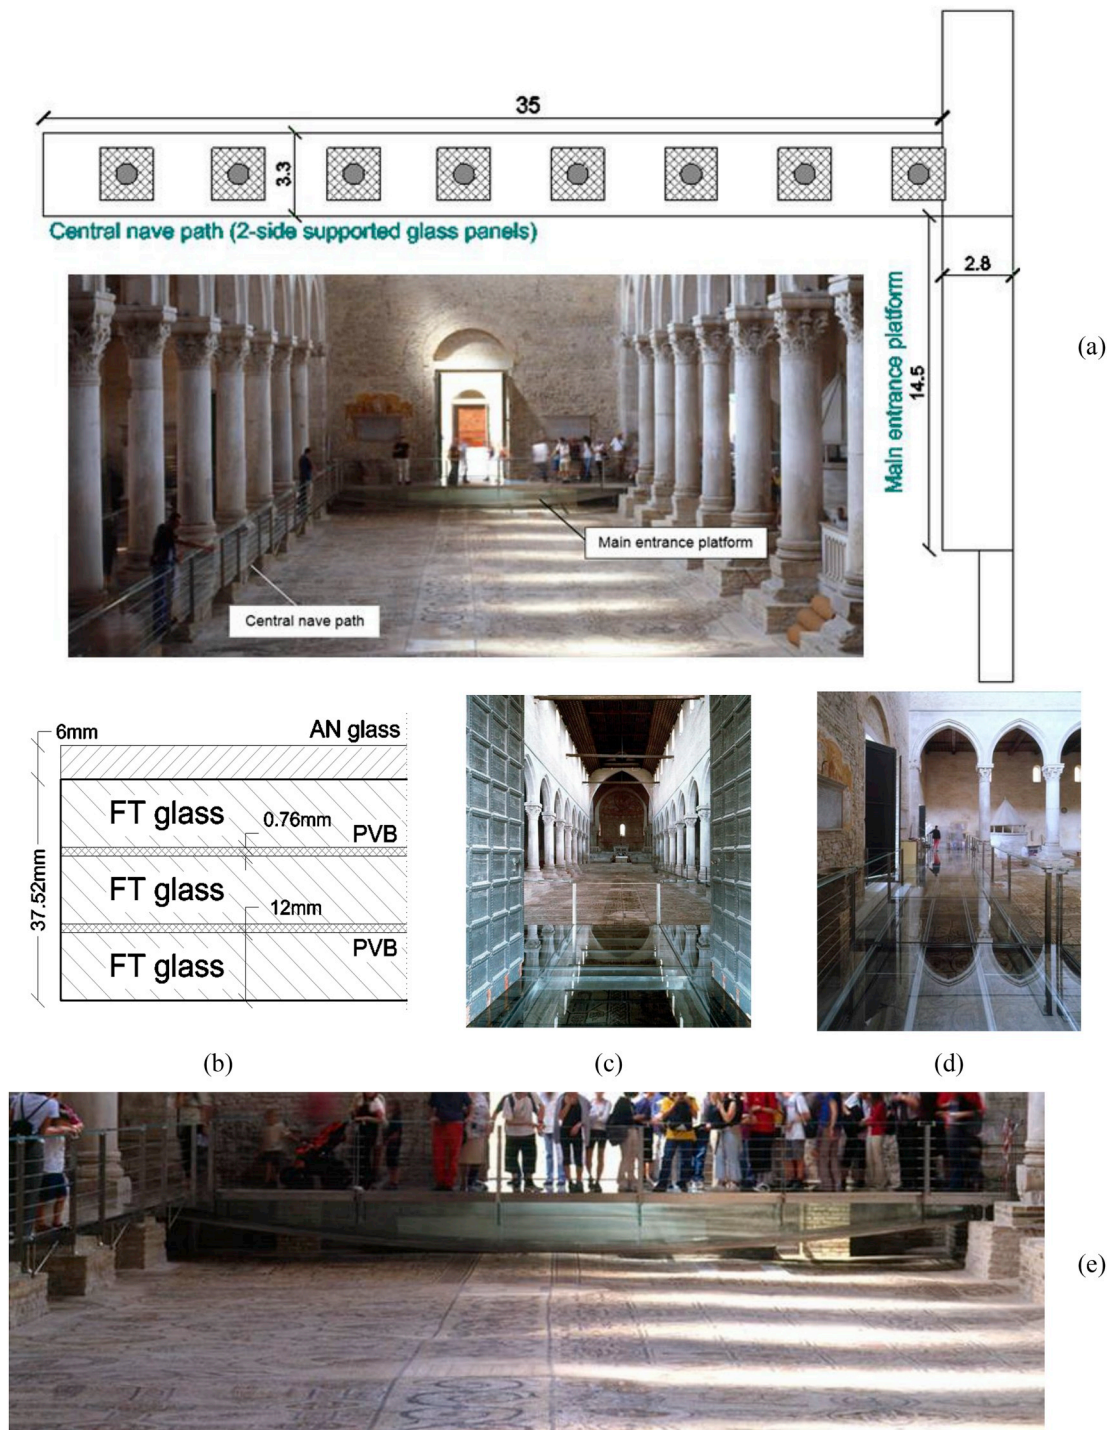 35
3.3
Central nave path (2-side supported glass panels)
2.8
Main entrance platform
14.5
(a)
Main entrance platform
Central nave path
6mm
AN glass
FT glass
0.76mm
PVB
37.52mm
FT glass
12mm
FT glass
PVB
(b)
(c)
(d)
(e)